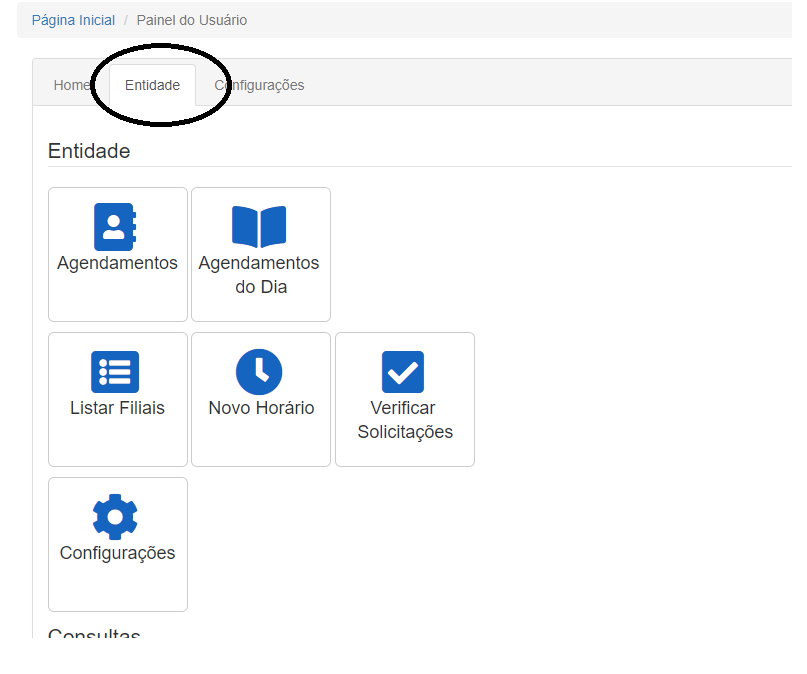 Página Inicial / Painel do Usuário
Home Entidade Configurações
Entidade
Agendamentos
Agendamentos
do Dia
Listar Filiais
Novo Horário
Verificar
Solicitações
Configurações
Consultas